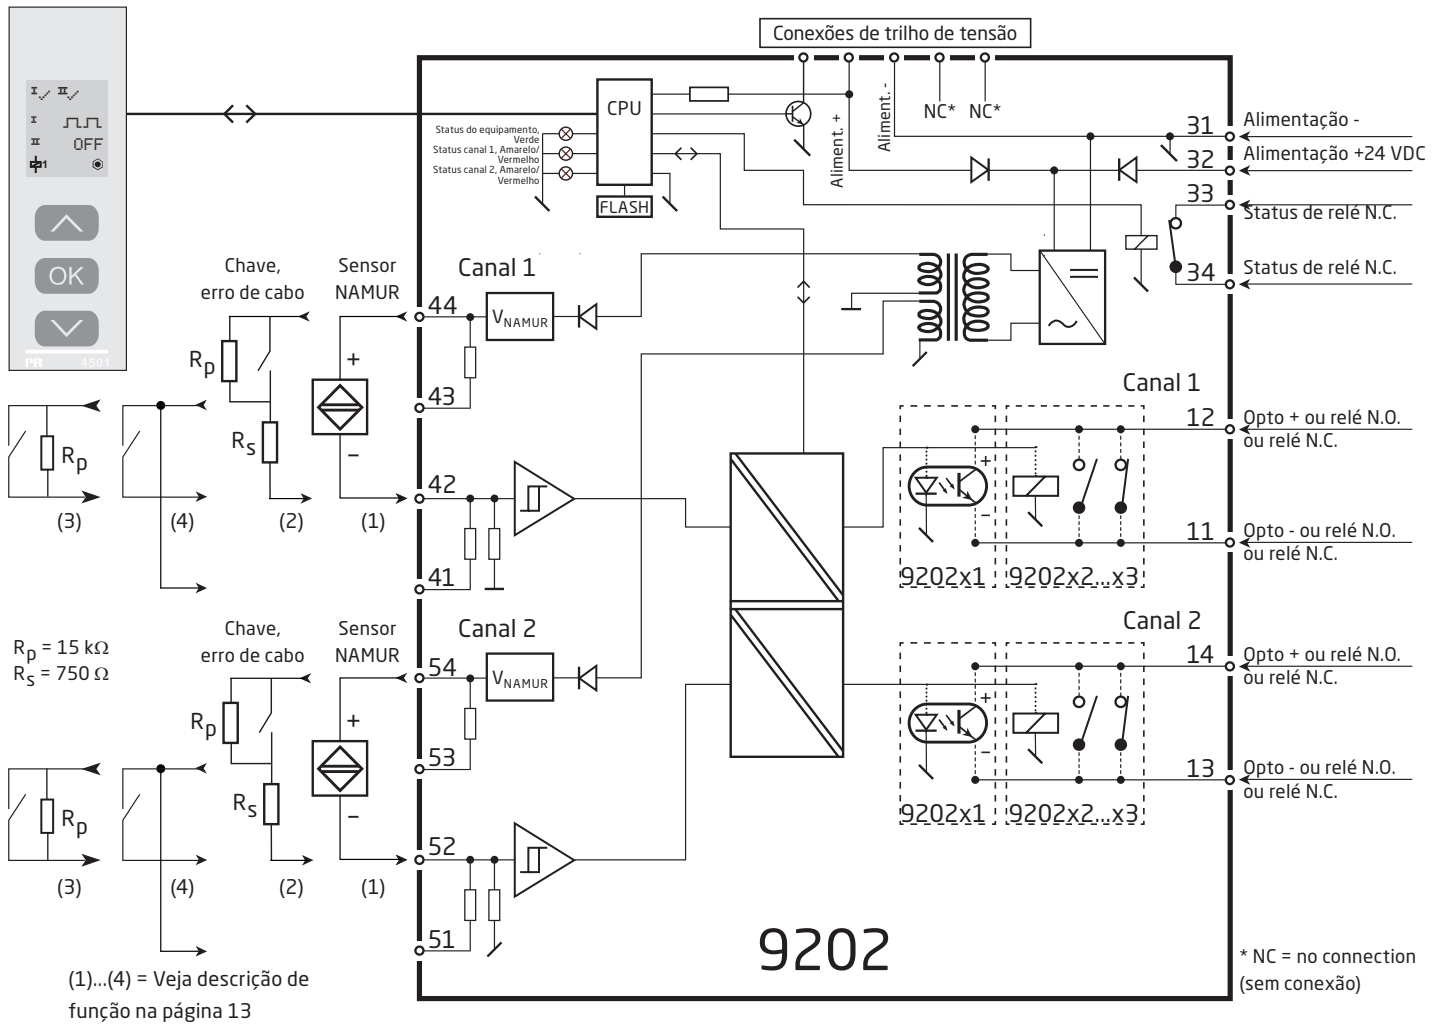 Conexões de trilho de tensão
I II
I
II OFF
1
OK
PR 4501
CPU
FLASH
Status do equipamento,
Verde
Status canal 1, Amarelo/
Vermelho
Status canal 2, Amarelo/
Vermelho
Aliment. +
Aliment. -
NC*
NC*
31 Alimentação -
32 Alimentação +24 VDC
33
Status de relé N.C.
34 Status de relé N.C.
Chave,
erro de cabo
Sensor
NAMUR
Canal 1
44
VNAMUR
Rp
+
43
Rs
Rp
-
42
(3) (4) (2) (1)
41
Canal 1
12 Opto + ou relé N.O.
ou relé N.C.
+
-
11 Opto - ou relé N.O.
ou relé N.C.
9202x1 9202x2...x3
Rp = 15 kΩ
Rs = 750 Ω
Chave,
erro de cabo
Sensor
NAMUR
Canal 2
54
VNAMUR
Rp
+
53
Rs
Rp
-
52
(3) (4) (2) (1)
51
Canal 2
14 Opto + ou relé N.O.
ou relé N.C.
+
-
13 Opto - ou relé N.O.
ou relé N.C.
9202x1 9202x2...x3
9202
(1)...(4) = Veja descrição de
função na página 13
* NC = no connection
(sem conexão)